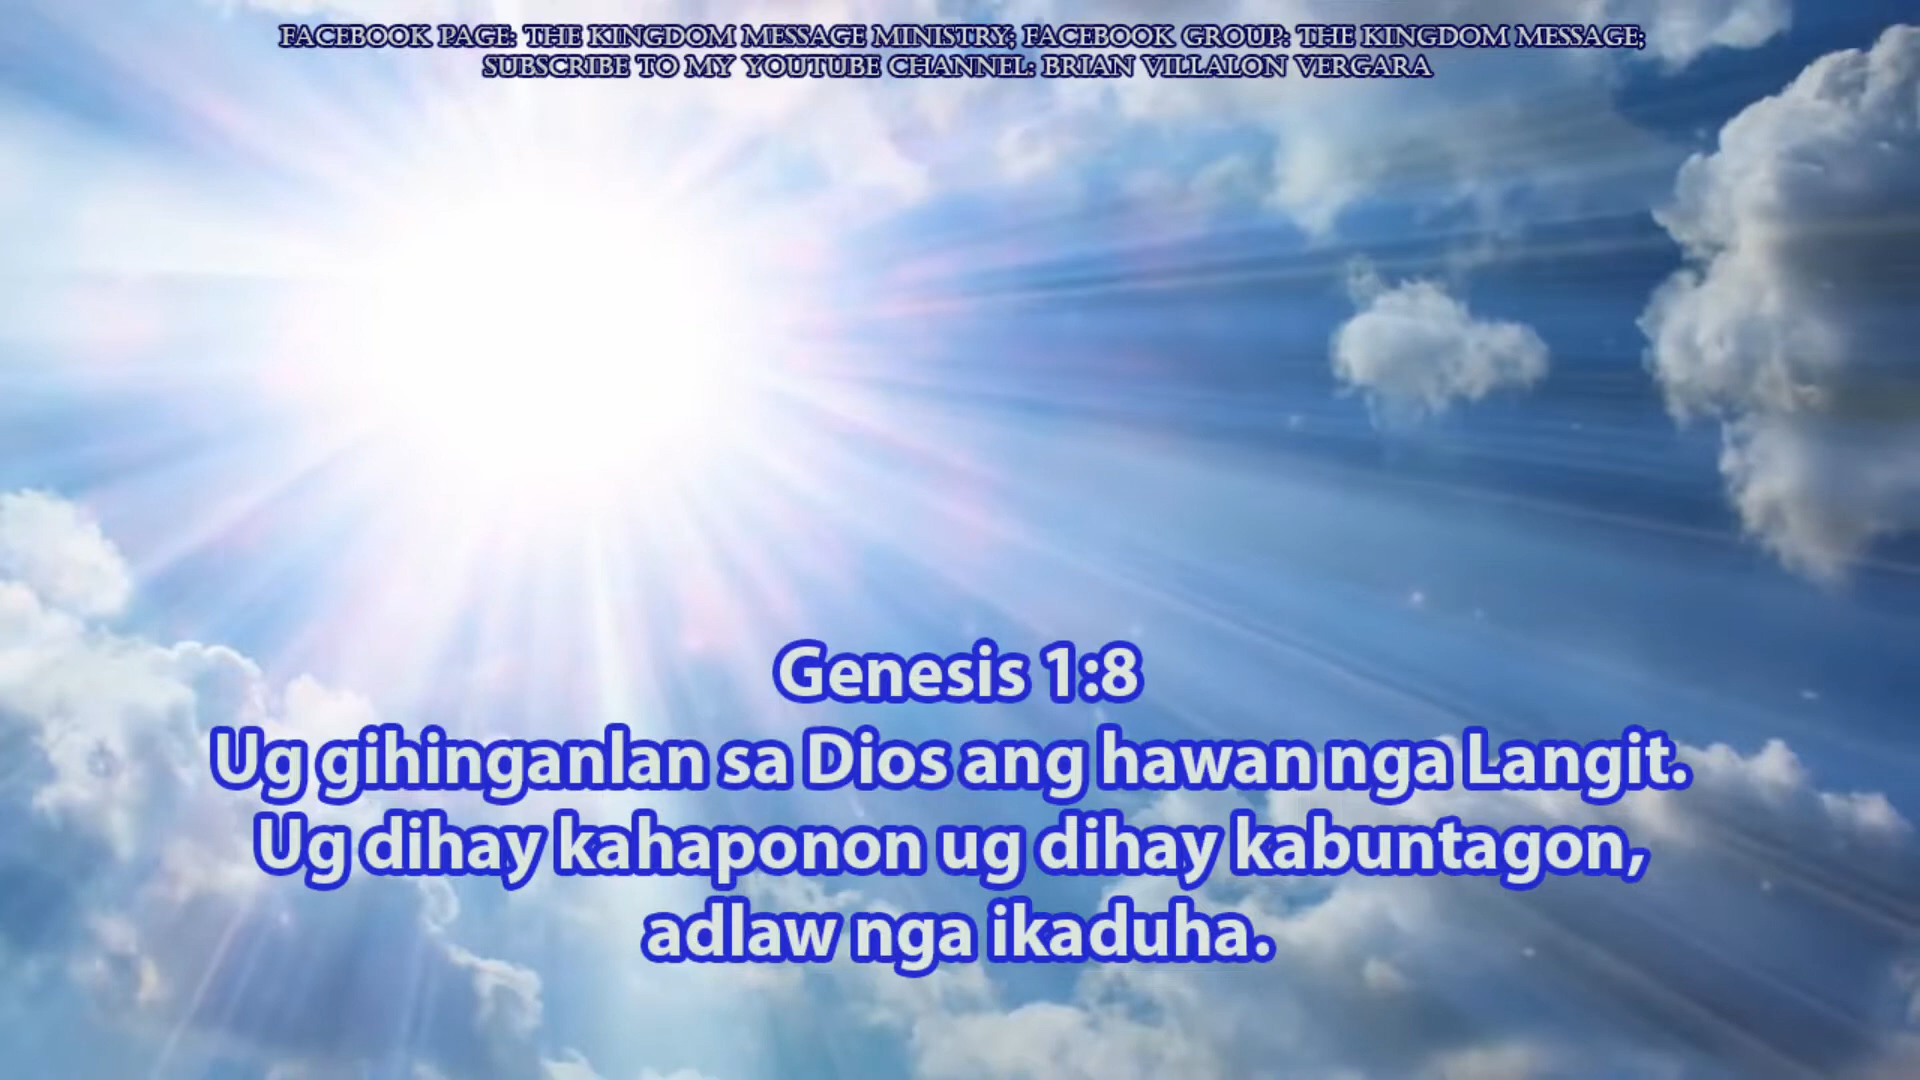 FACEBOOK PAGE: THE KINGDOM MESSAGE MINISTRY; FACEBOOK GROUP: THE KINGDOM MESSAGE;
SUBSCRIBE TO MY YOUTUBE CHANNEL: BRIAN VILLALON VERGARA
Genesis 1:8
Ug gihinganlan sa Dios ang hawan nga Langit.
Ug dihay kahaponon ug dihay kabuntagon,
adlaw nga ikaduha.